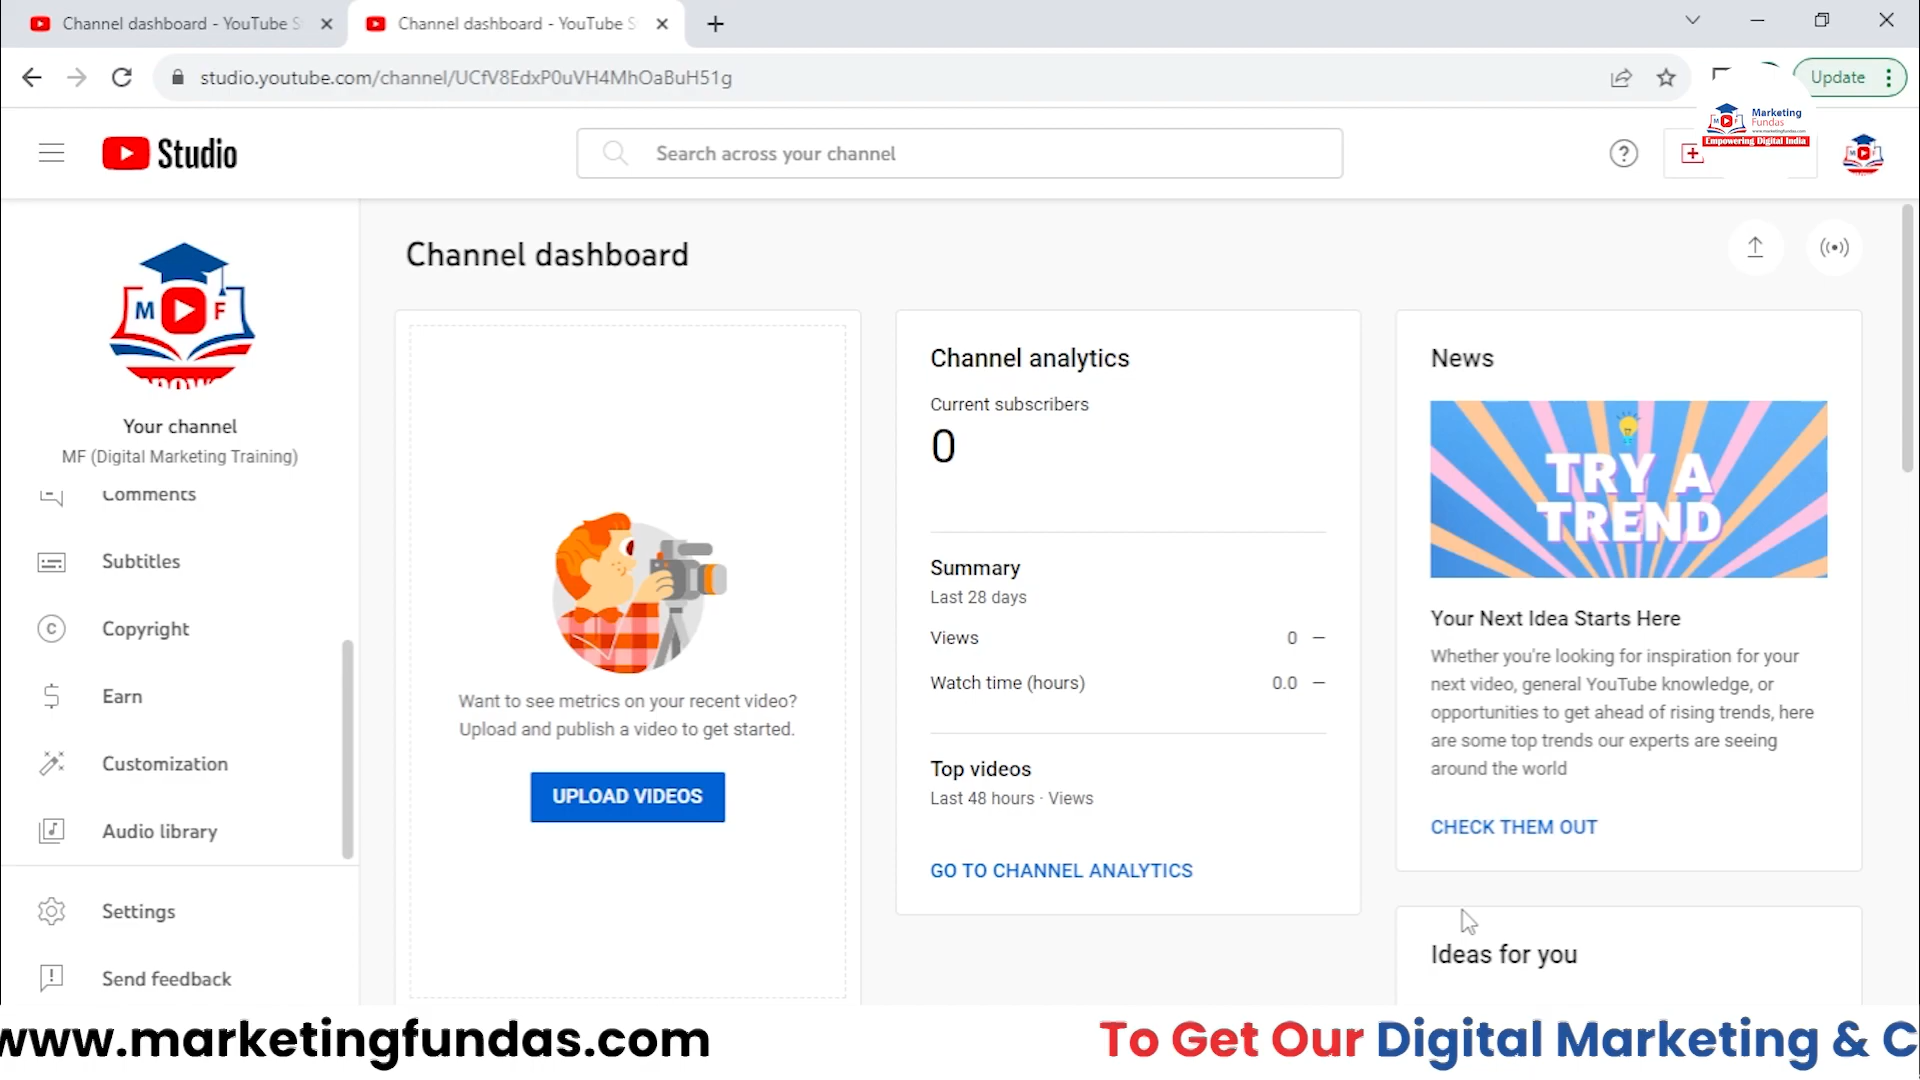 Channel dashboard - YouTube S
Channel dashboard - YouTube S
studio.youtube.com/channel/UCfV8EdxP0uVH4MhOaBuH51g
Update
Marketing
Fundas
www.marketingfundas.com
Empowering Digital India
Studio
Search across your channel
M F
Your channel
MF (Digital Marketing Training)
Comments
Subtitles
Copyright
Earn
Customization
Audio library
Settings
Send feedback
Channel dashboard
Want to see metrics on your recent video?
Upload and publish a video to get started.
UPLOAD VIDEOS
Channel analytics
Current subscribers
0
Summary
Last 28 days
Views 0 —
Watch time (hours) 0.0 —
Top videos
Last 48 hours · Views
GO TO CHANNEL ANALYTICS
News
TRY A
TREND
Your Next Idea Starts Here
Whether you're looking for inspiration for your
next video, general YouTube knowledge, or
opportunities to get ahead of rising trends, here
are some top trends our experts are seeing
around the world
CHECK THEM OUT
Ideas for you
www.marketingfundas.com
To Get Our Digital Marketing & C